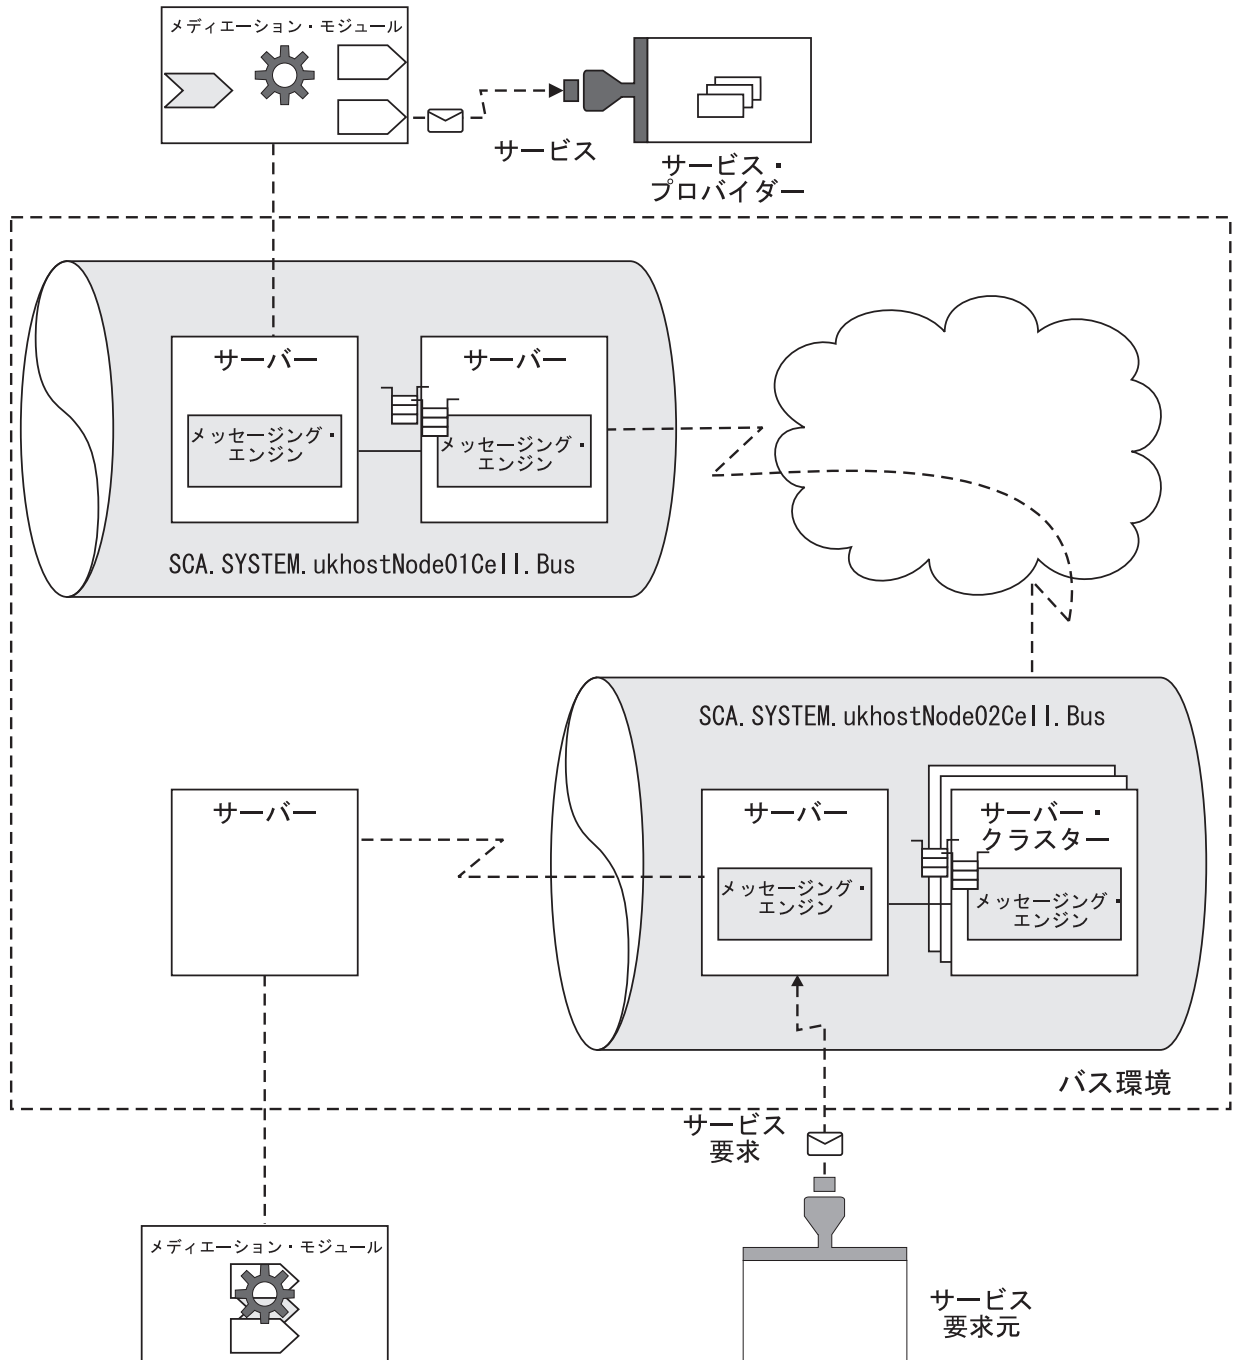 メディエーション・モジュール
サービス
サービス・
プロバイダー
サーバー
メッセージング・
エンジン
サーバー
メッセージング・
エンジン
SCA.SYSTEM.ukhostNode01Cell.Bus
SCA.SYSTEM.ukhostNode02Cell.Bus
サーバー
サーバー
メッセージング・
エンジン
サーバー・
クラスター
メッセージング・
エンジン
バス環境
サービス
要求
メディエーション・モジュール
サービス
要求元